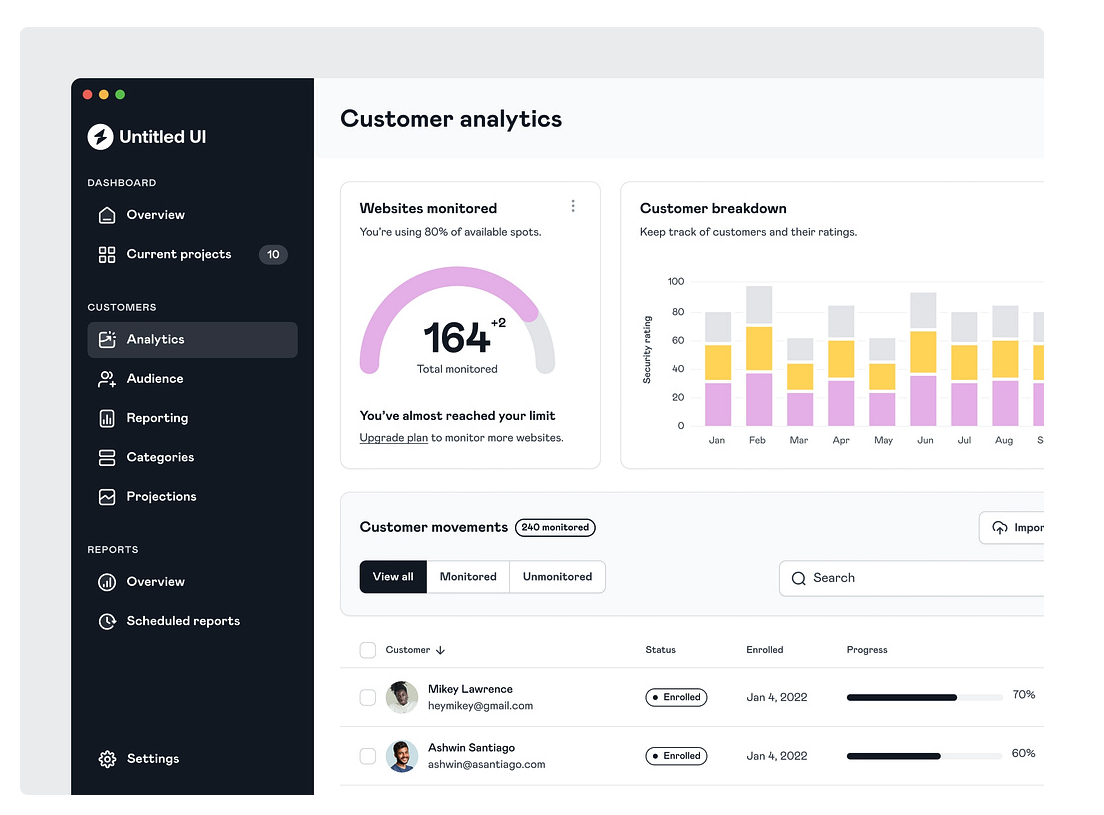 Untitled UI
DASHBOARD
Overview
Current projects 10
CUSTOMERS
Analytics
Audience
Reporting
Categories
Projections
REPORTS
Overview
Scheduled reports
Settings
Customer analytics
Websites monitored
You're using 80% of available spots.
164 +2
Total monitored
You've almost reached your limit
Upgrade plan to monitor more websites.
Customer breakdown
Keep track of customers and their ratings.
Security rating
100
80
60
40
20
0
Jan Feb Mar Apr May Jun Jul Aug S
Customer movements 240 monitored
Impor
View all Monitored Unmonitored
Search
Customer Status Enrolled Progress
Mikey Lawrence
heymikey@gmail.com
Enrolled Jan 4, 2022 70%
Ashwin Santiago
ashwin@asantiago.com
Enrolled Jan 4, 2022 60%